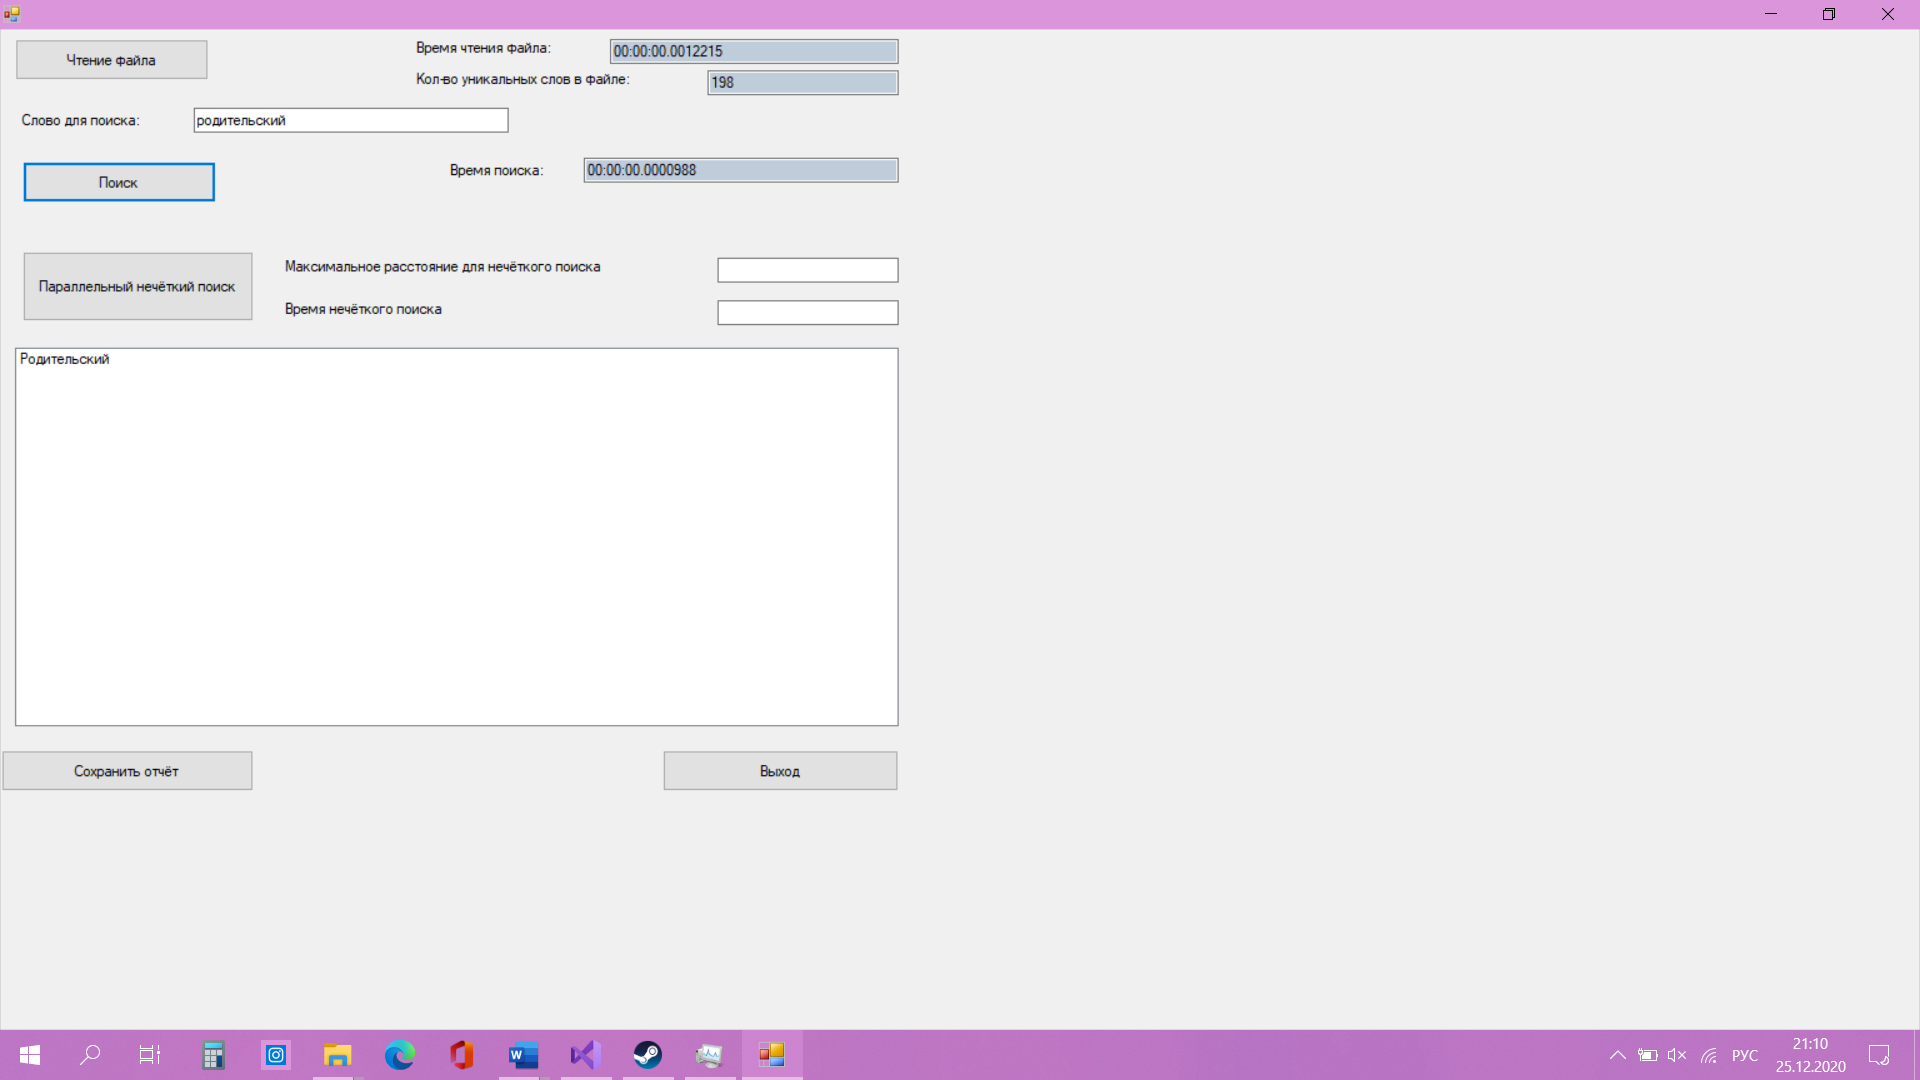 Чтение файла
Время чтения файла:
00:00:00.0012215
Кол-во уникальных слов в файле:
198
Слово для поиска:
родительский
Поиск
Время поиска:
00:00:00.0000988
Параллельный нечёткий поиск
Максимальное расстояние для нечёткого поиска
Время нечёткого поиска
Родительский
Сохранить отчёт
Выход
РУС
21:10
25.12.2020